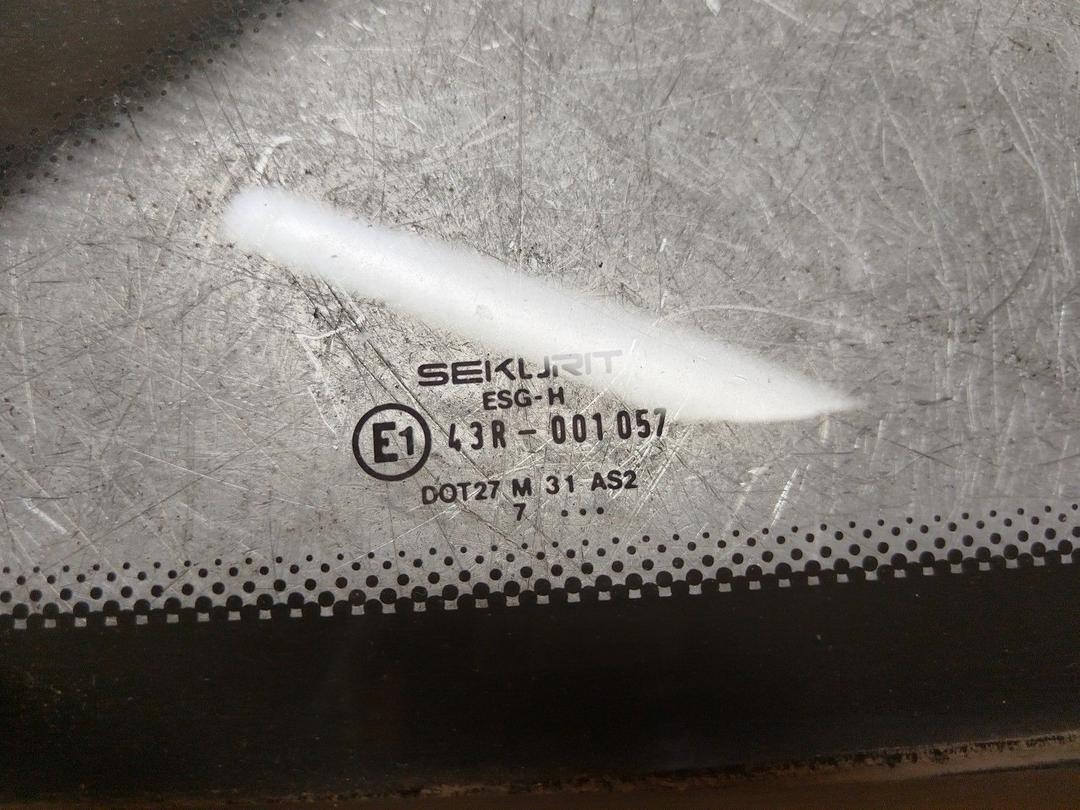 SEKURIT
ESG-H
E1 43R-001057
DOT27 M 31 AS2
7 ...